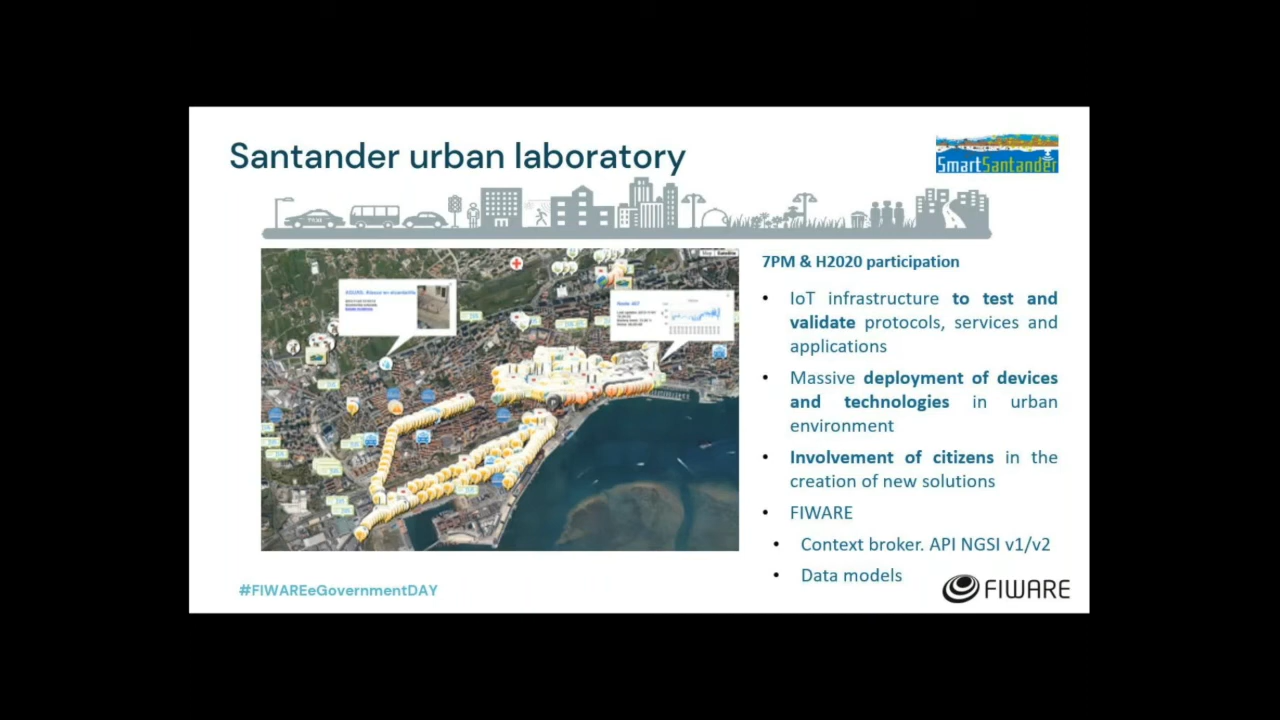 Santander urban laboratory
SmartSantander
7PM & H2020 participation
• IoT infrastructure to test and
validate protocols, services and
applications
• Massive deployment of devices
and technologies in urban
environment
• Involvement of citizens in the
creation of new solutions
• FIWARE
• Context broker. API NGSI v1/v2
• Data models
#FIWAREeGovernmentDAY
FIWARE